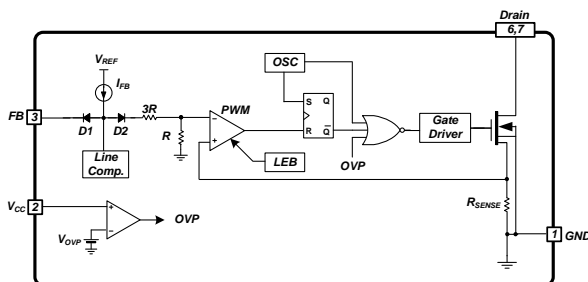 Drain
6,7
VREF
IFB
OSC
3R
PWM
S Q
R Q
FB 3
D1 D2
R
Gate
Driver
Line
Comp.
LEB
OVP
RSENSE
VCC 2
OVP
VOVP
1 GND